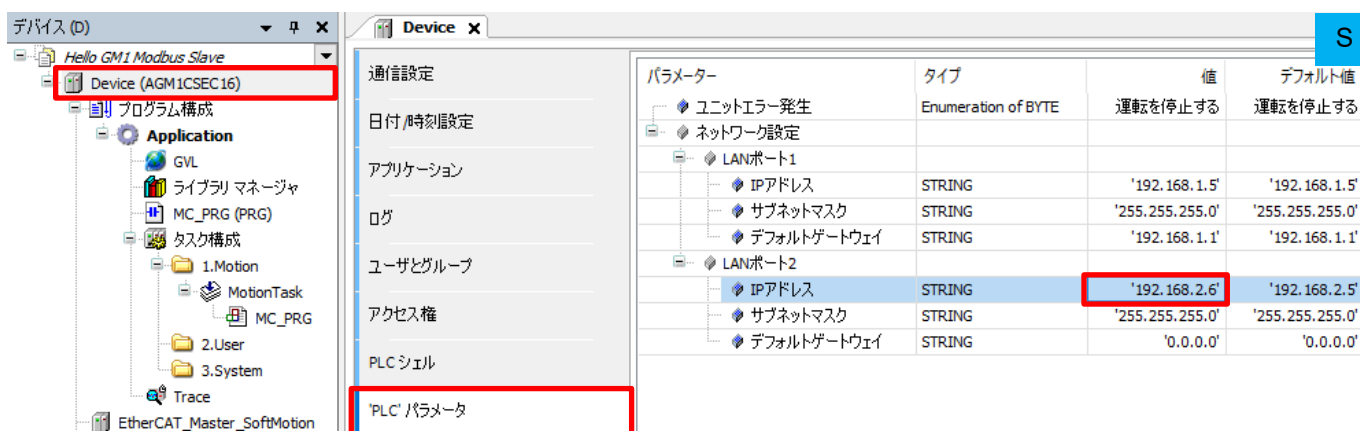 デバイス (D)
Hello GM1 Modbus Slave
Device (AGM1CSEC16)
プログラム構成
Application
GVL
ライブラリ マネージャ
MC_PRG (PRG)
タスク構成
1.Motion
MotionTask
MC_PRG
2.User
3.System
Trace
EtherCAT_Master_SoftMotion
Device
通信設定
日付/時刻設定
アプリケーション
ログ
ユーザとグループ
アクセス権
PLC シェル
'PLC' パラメータ
S
パラメーター タイプ 値 デフォルト値
ユニットエラー発生 Enumeration of BYTE 運転を停止する 運転を停止する
ネットワーク設定
LANポート1
IPアドレス STRING '192.168.1.5' '192.168.1.5'
サブネットマスク STRING '255.255.255.0' '255.255.255.0'
デフォルトゲートウェイ STRING '192.168.1.1' '192.168.1.1'
LANポート2
IPアドレス STRING '192.168.2.6' '192.168.2.5'
サブネットマスク STRING '255.255.255.0' '255.255.255.0'
デフォルトゲートウェイ STRING '0.0.0.0' '0.0.0.0'